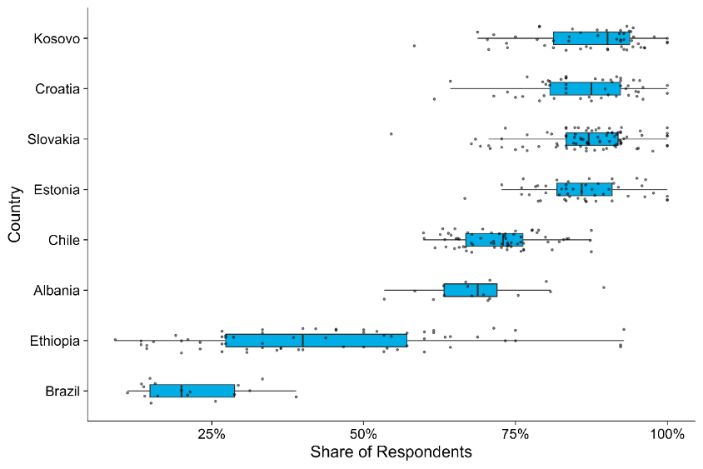 Kosovo
Croatia
Slovakia
Estonia
Chile
Albania
Ethiopia
Brazil
Country
25%
50%
75%
100%
Share of Respondents